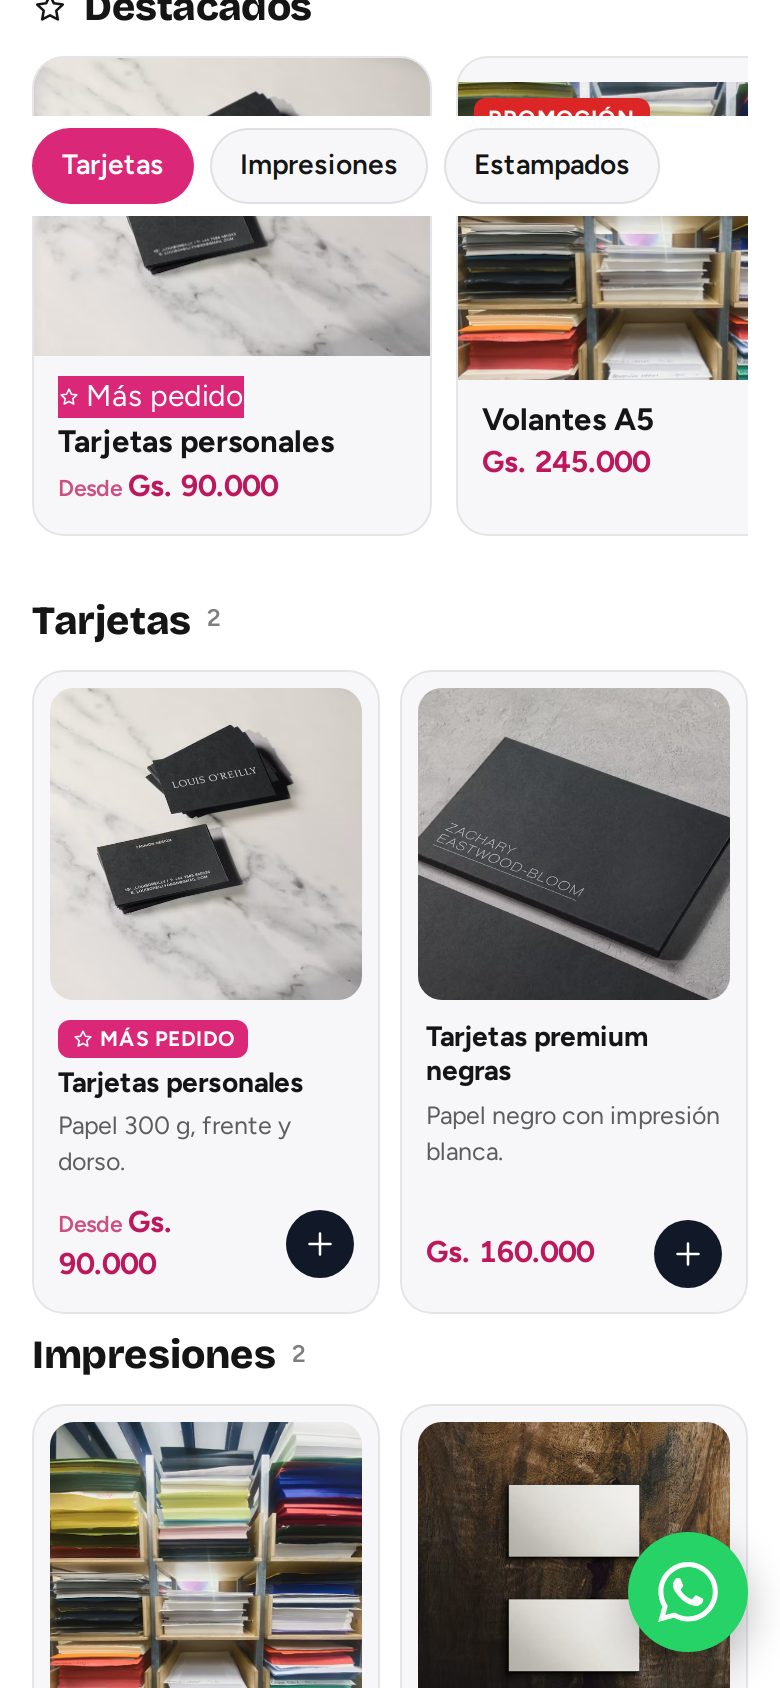 Destacados
PROMOCIÓN
Tarjetas
Impresiones
Estampados
Más pedido
Tarjetas personales
Desde Gs. 90.000
Volantes A5
Gs. 245.000
Tarjetas 2
LOUIS O'REILLY
ZACHARY
EASTWOOD-BLOOM
MÁS PEDIDO
Tarjetas personales
Papel 300 g, frente y
dorso.
Desde Gs.
90.000
Tarjetas premium
negras
Papel negro con impresión
blanca.
Gs. 160.000
Impresiones 2